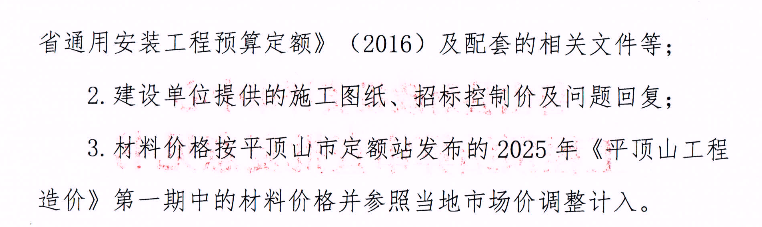 省通用安装工程预算定额》（2016）及配套的相关文件等；
2.建设单位提供的施工图纸、招标控制价及问题回复；
3.材料价格按平顶山市定额站发布的 2025 年《平顶山工程
造价》第一期中的材料价格并参照当地市场价调整计入。